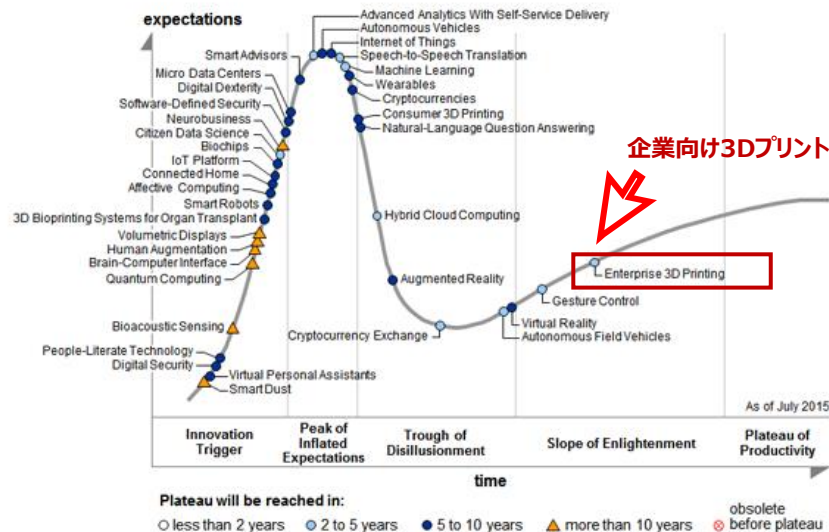 expectations
Advanced Analytics With Self-Service Delivery
Autonomous Vehicles
Internet of Things
Smart Advisors
Speech-to-Speech Translation
Machine Learning
Micro Data Centers
Wearables
Digital Dexterity
Cryptocurrencies
Software-Defined Security
Consumer 3D Printing
Neurobusiness
Natural-Language Question Answering
Citizen Data Science
Biochips
企業向け3Dプリント
IoT Platform
Connected Home
Affective Computing
Smart Robots
Hybrid Cloud Computing
3D Bioprinting Systems for Organ Transplant
Volumetric Displays
Human Augmentation
Brain-Computer Interface
Enterprise 3D Printing
Quantum Computing
Augmented Reality
Gesture Control
Bioacoustic Sensing
Virtual Reality
Cryptocurrency Exchange
Autonomous Field Vehicles
People-Literate Technology
Digital Security
Virtual Personal Assistants
Smart Dust
As of July 2015
Innovation
Trigger
Peak of
Inflated
Expectations
Trough of
Disillusionment
Slope of Enlightenment
Plateau of
Productivity
time
Plateau will be reached in:
less than 2 years
2 to 5 years
5 to 10 years
more than 10 years
obsolete
before plateau